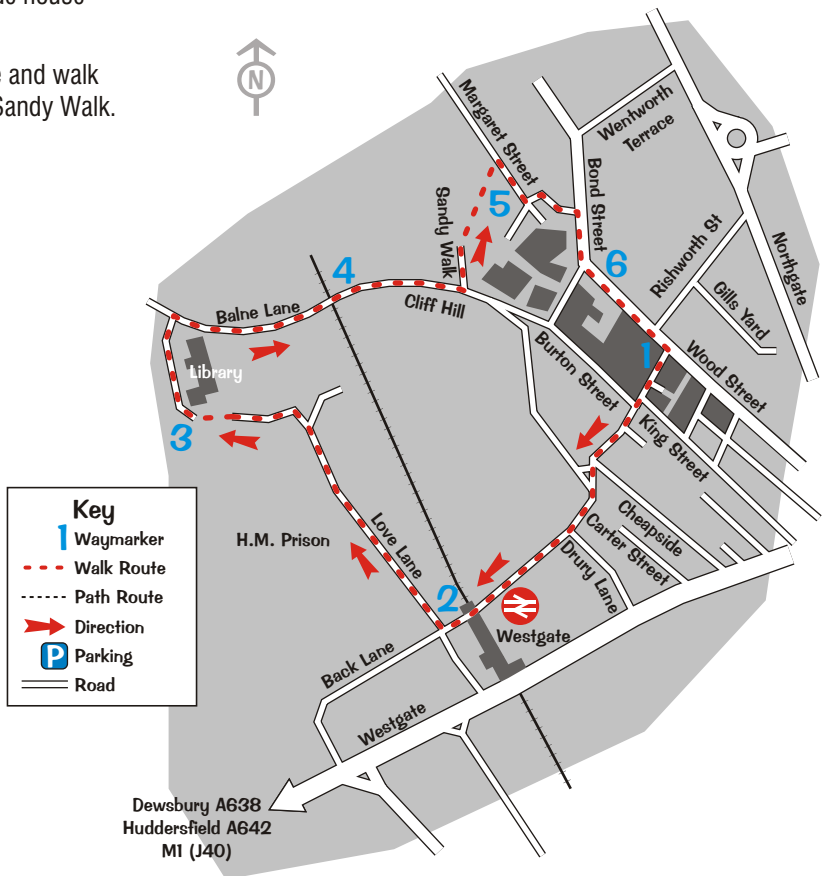 e and walk
Sandy Walk.
N
Margaret Street
Wentworth
Terrace
Bond Street
Sandy Walk
5
6
Rishworth St
Northgate
Gills Yard
4
Balne Lane
Cliff Hill
Library
Burton Street
1
Wood Street
King Street
3
Cheapside
Carter Street
Drury Lane
H.M. Prison
Love Lane
2
Westgate
Back Lane
Westgate
Dewsbury A638
Huddersfield A642
M1 (J40)
Key
1 Waymarker
Walk Route
Path Route
Direction
P Parking
Road